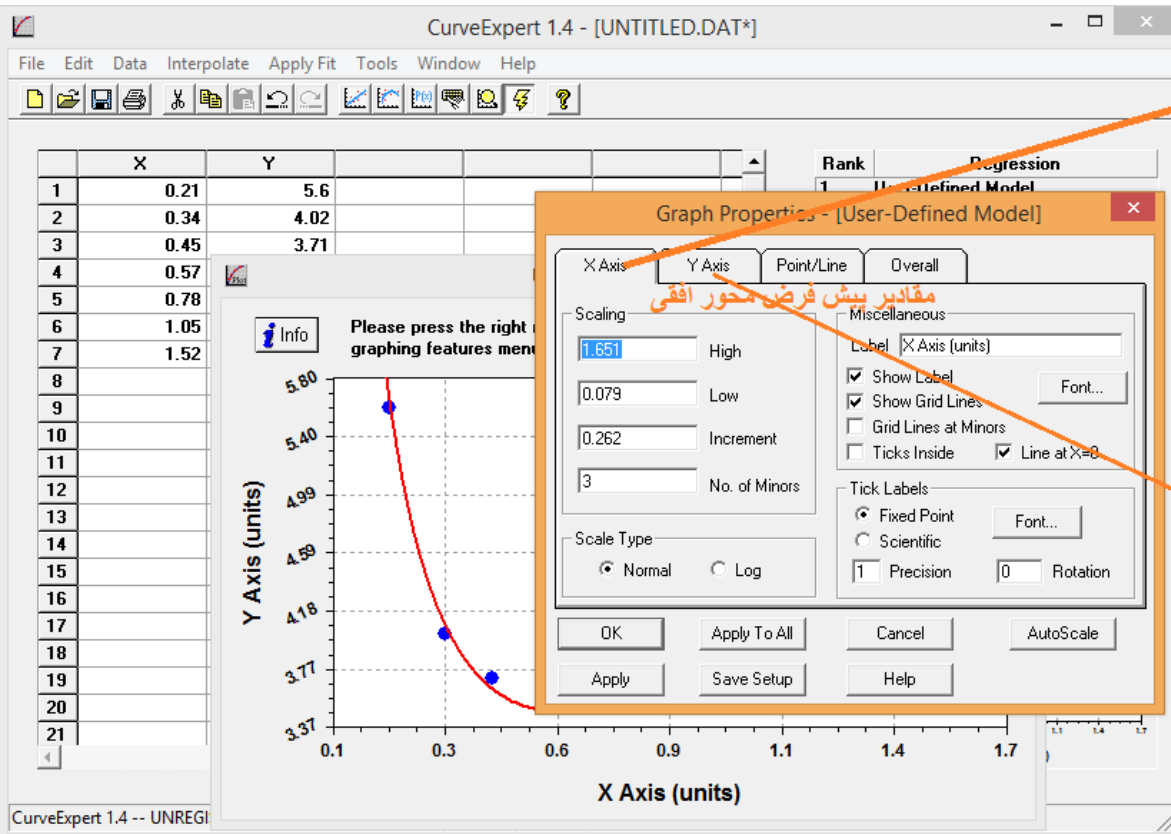 CurveExpert 1.4 - [UNTITLED.DAT*]
File Edit Data Interpolate Apply Fit Tools Window Help
X Y
Rank Regression
1 0.21 5.6
1 User-Defined Model
2 0.34 4.02
3 0.45 3.71
4 0.57
5 0.78
6 1.05
7 1.52
8
9
10
11
12
13
14
15
16
17
18
19
20
21
Plot
Info
Please press the right
graphing features menu
5.80
5.40
4.99
4.59
4.18
3.77
3.37
Y Axis (units)
0.1 0.3 0.6 0.9 1.1 1.4 1.7
X Axis (units)
Graph Properties - [User-Defined Model]
X Axis Y Axis Point/Line Overall
مقادیر پیش فرض محور افقی
Scaling
1.651 High
0.079 Low
0.262 Increment
3 No. of Minors
Scale Type
Normal Log
Miscellaneous
Label X Axis (units)
Show Label
Font...
Show Grid Lines
Grid Lines at Minors
Ticks Inside Line at X=0
Tick Labels
Fixed Point
Font...
Scientific
1 Precision 0 Rotation
OK Apply To All Cancel AutoScale
Apply Save Setup Help
1.1 1.4 1.7
CurveExpert 1.4 -- UNREGI